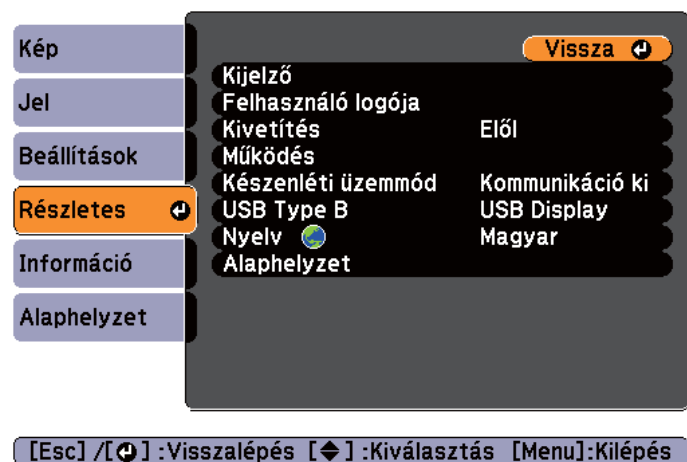 Kép
Jel
Beállítások
Részletes
Információ
Alaphelyzet
Vissza
Kijelző
Felhasználó logója
Kivetítés Elől
Működés
Készenléti üzemmód Kommunikáció ki
USB Type B USB Display
Nyelv Magyar
Alaphelyzet
[Esc] /[ ] :Visszalépés [ ] :Kiválasztás [Menu]:Kilépés